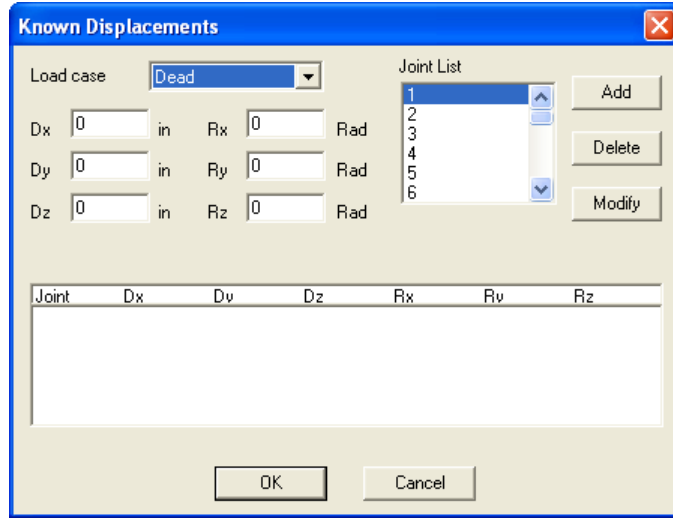 Known Displacements
Load case Dead Joint List
1 Add
Dx 0 in Rx 0 Rad 2
3
Dy 0 in Ry 0 Rad 4 Delete
5
Dz 0 in Rz 0 Rad 6 Modify
Joint Dx Dy Dz Rx Ry Rz
OK Cancel